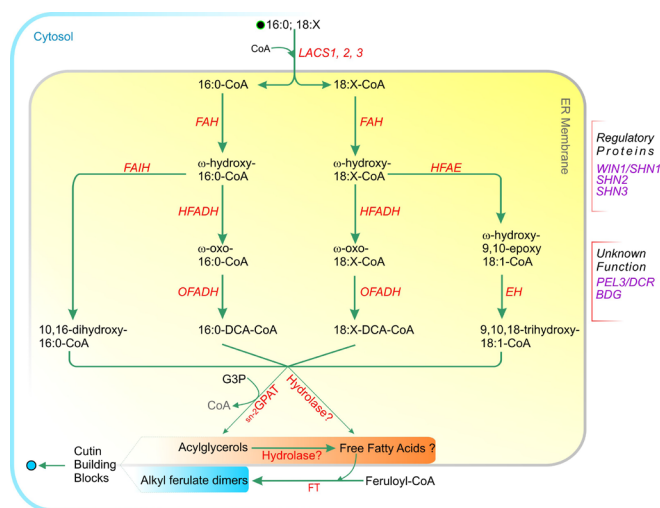 Cytosol
16:0; 18:X
CoA
LACS1, 2, 3
16:0-CoA
18:X-CoA
ER Membrane
FAH
FAH
Regulatory
Proteins
WIN1/SHN1
SHN2
SHN3
FAIH
ω-hydroxy-
16:0-CoA
ω-hydroxy-
18:X-CoA
HFAE
HFADH
HFADH
ω-oxo-
16:0-CoA
ω-oxo-
18:X-CoA
ω-hydroxy-
9,10-epoxy
18:1-CoA
Unknown
Function
PEL3/DCR
BDG
OFADH
OFADH
EH
10,16-dihydroxy-
16:0-CoA
16:0-DCA-CoA
18:X-DCA-CoA
9,10,18-trihydroxy-
18:1-CoA
G3P
CoA
sn-2GPAT
Hydrolase?
Acylglycerols
Hydrolase?
Free Fatty Acids ?
Cutin
Building
Blocks
Alkyl ferulate dimers
FT
Feruloyl-CoA